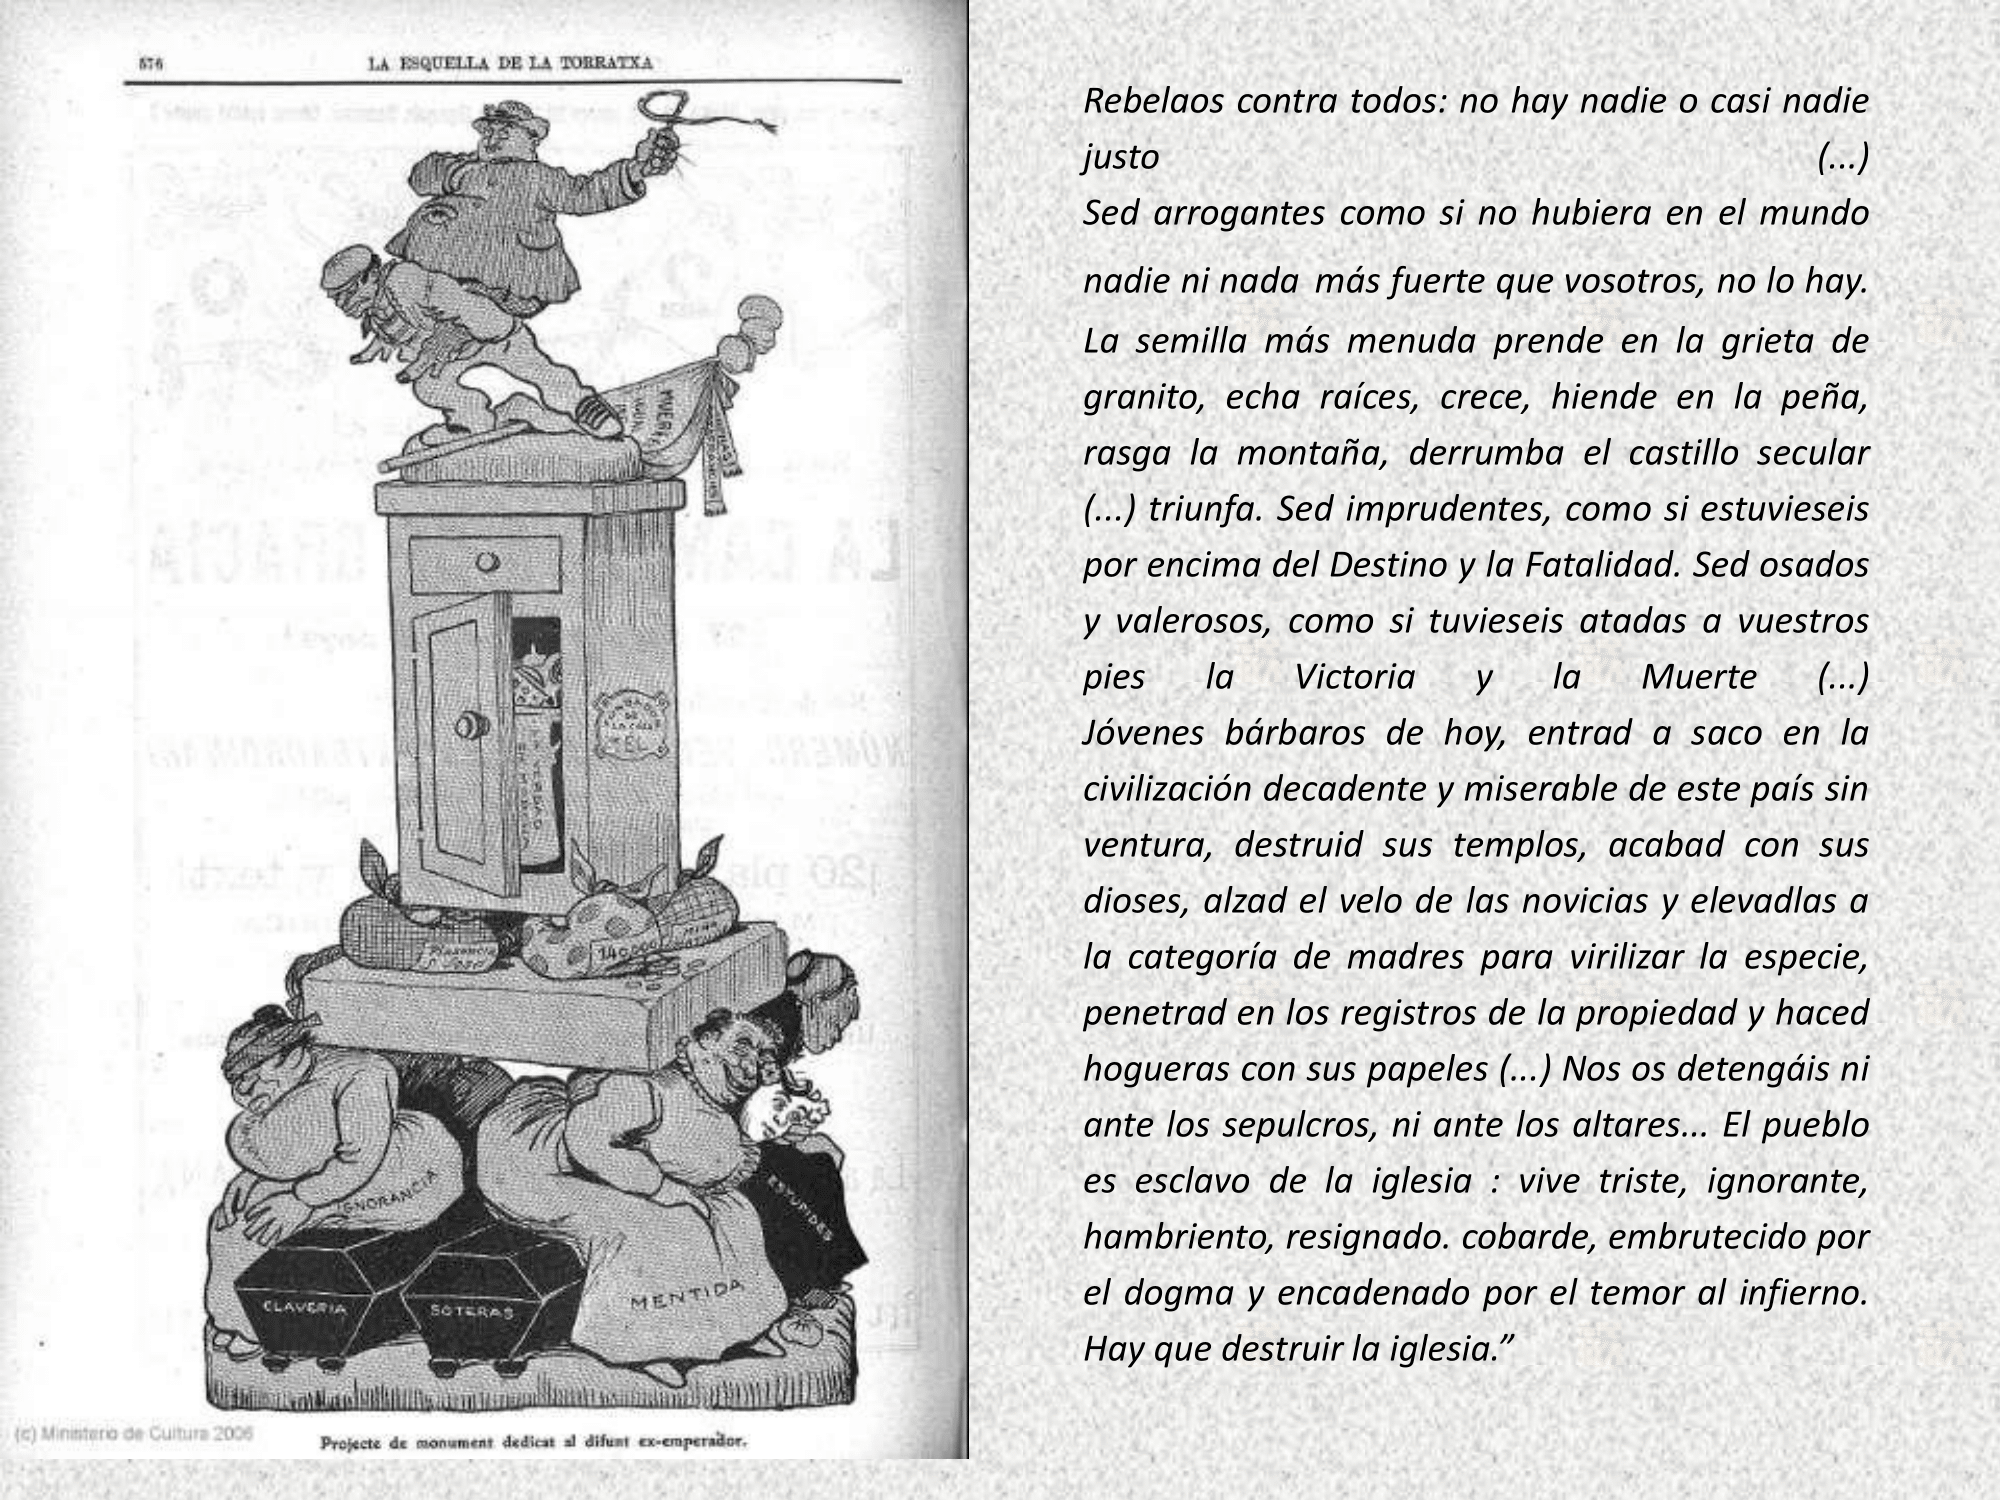 576
LA ESQUELLA DE LA TORRATXA
140.000
IGNORANCIA
ESTUPIDES
CLAVERIA
SOTERAS
MENTIDA
(c) Ministerio de Cultura 2006
Projecte de monument dedicat al difunt ex-emperador.
Rebelaos contra todos: no hay nadie o casi nadie
justo (...)
Sed arrogantes como si no hubiera en el mundo
nadie ni nada más fuerte que vosotros, no lo hay.
La semilla más menuda prende en la grieta de
granito, echa raíces, crece, hiende en la peña,
rasga la montaña, derrumba el castillo secular
(...) triunfa. Sed imprudentes, como si estuvieseis
por encima del Destino y la Fatalidad. Sed osados
y valerosos, como si tuvieseis atadas a vuestros
pies la Victoria y la Muerte (...)
Jóvenes bárbaros de hoy, entrad a saco en la
civilización decadente y miserable de este país sin
ventura, destruid sus templos, acabad con sus
dioses, alzad el velo de las novicias y elevadlas a
la categoría de madres para virilizar la especie,
penetrad en los registros de la propiedad y haced
hogueras con sus papeles (...) Nos os detengáis ni
ante los sepulcros, ni ante los altares... El pueblo
es esclavo de la iglesia : vive triste, ignorante,
hambriento, resignado. cobarde, embrutecido por
el dogma y encadenado por el temor al infierno.
Hay que destruir la iglesia.”